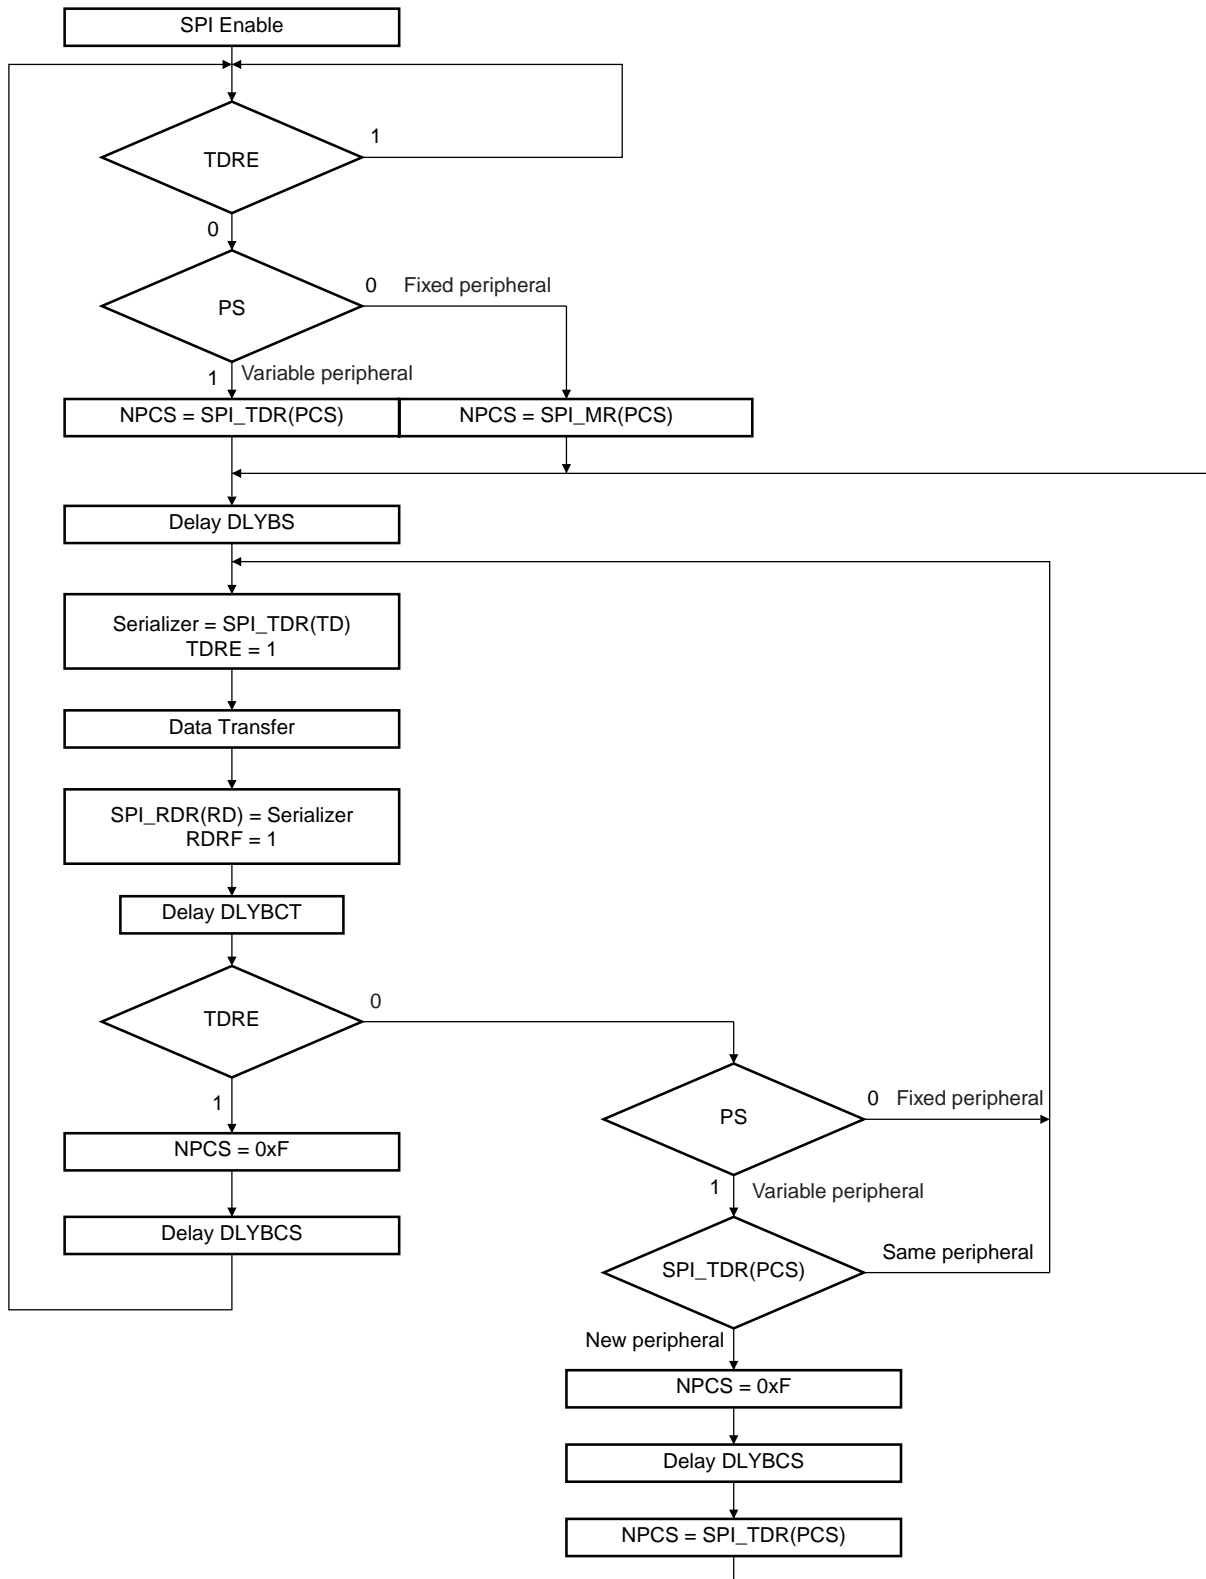 SPI Enable
TDRE
1
0
PS
0 Fixed peripheral
1 Variable peripheral
NPCS = SPI_TDR(PCS)
NPCS = SPI_MR(PCS)
Delay DLYBS
Serializer = SPI_TDR(TD)
TDRE = 1
Data Transfer
SPI_RDR(RD) = Serializer
RDRF = 1
Delay DLYBCT
TDRE
0
1
NPCS = 0xF
Delay DLYBCS
PS
0 Fixed peripheral
1 Variable peripheral
SPI_TDR(PCS)
Same peripheral
New peripheral
NPCS = 0xF
Delay DLYBCS
NPCS = SPI_TDR(PCS)